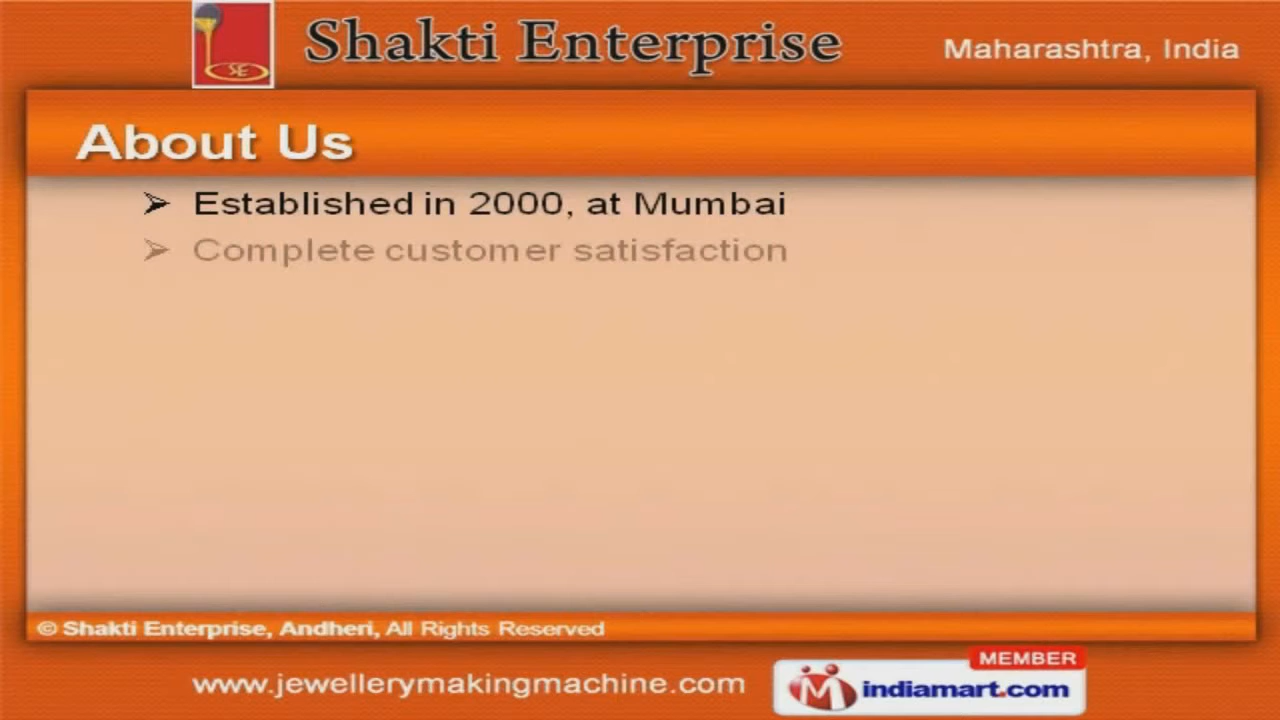 SE
Shakti Enterprise
Maharashtra, India
About Us
➢ Established in 2000, at Mumbai
➢ Complete customer satisfaction
© Shakti Enterprise, Andheri, All Rights Reserved
www.jewellerymakingmachine.com
MEMBER
indiamart.com